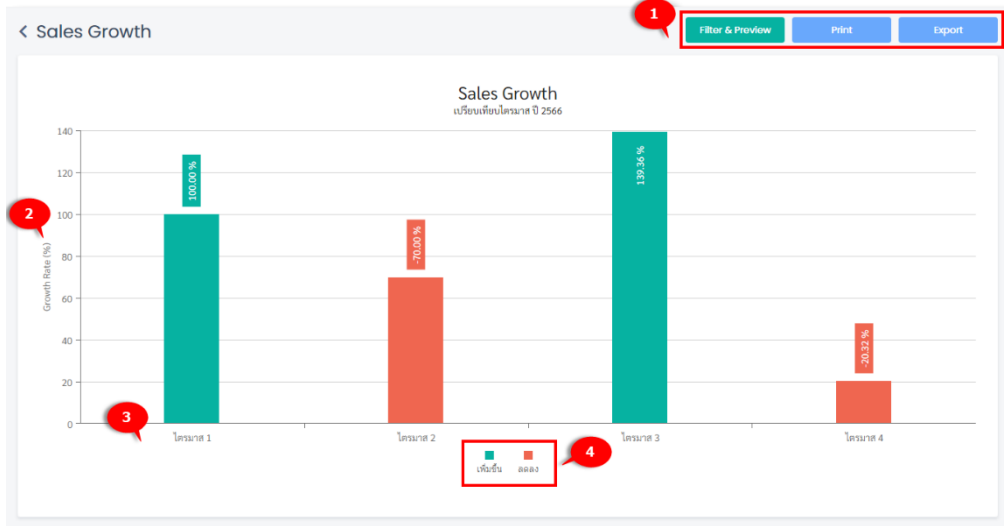 1
Sales Growth
Filter & Preview
Print
Export
Sales Growth
เปรียบเทียบไตรมาส ปี 2566
140
120
100
80
60
40
20
0
2
Growth Rate (%)
100.00 %
-70.00 %
139.36 %
-20.32 %
3
ไตรมาส 1
ไตรมาส 2
ไตรมาส 3
ไตรมาส 4
เพิ่มขึ้น
ลดลง
4